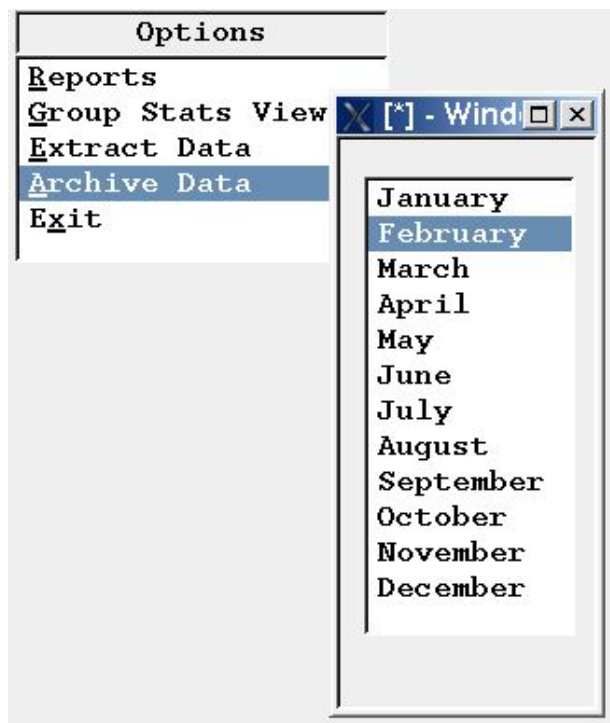 Options
Reports
Group Stats View
Extract Data
Archive Data
Exit
[*] - Wind
January
February
March
April
May
June
July
August
September
October
November
December